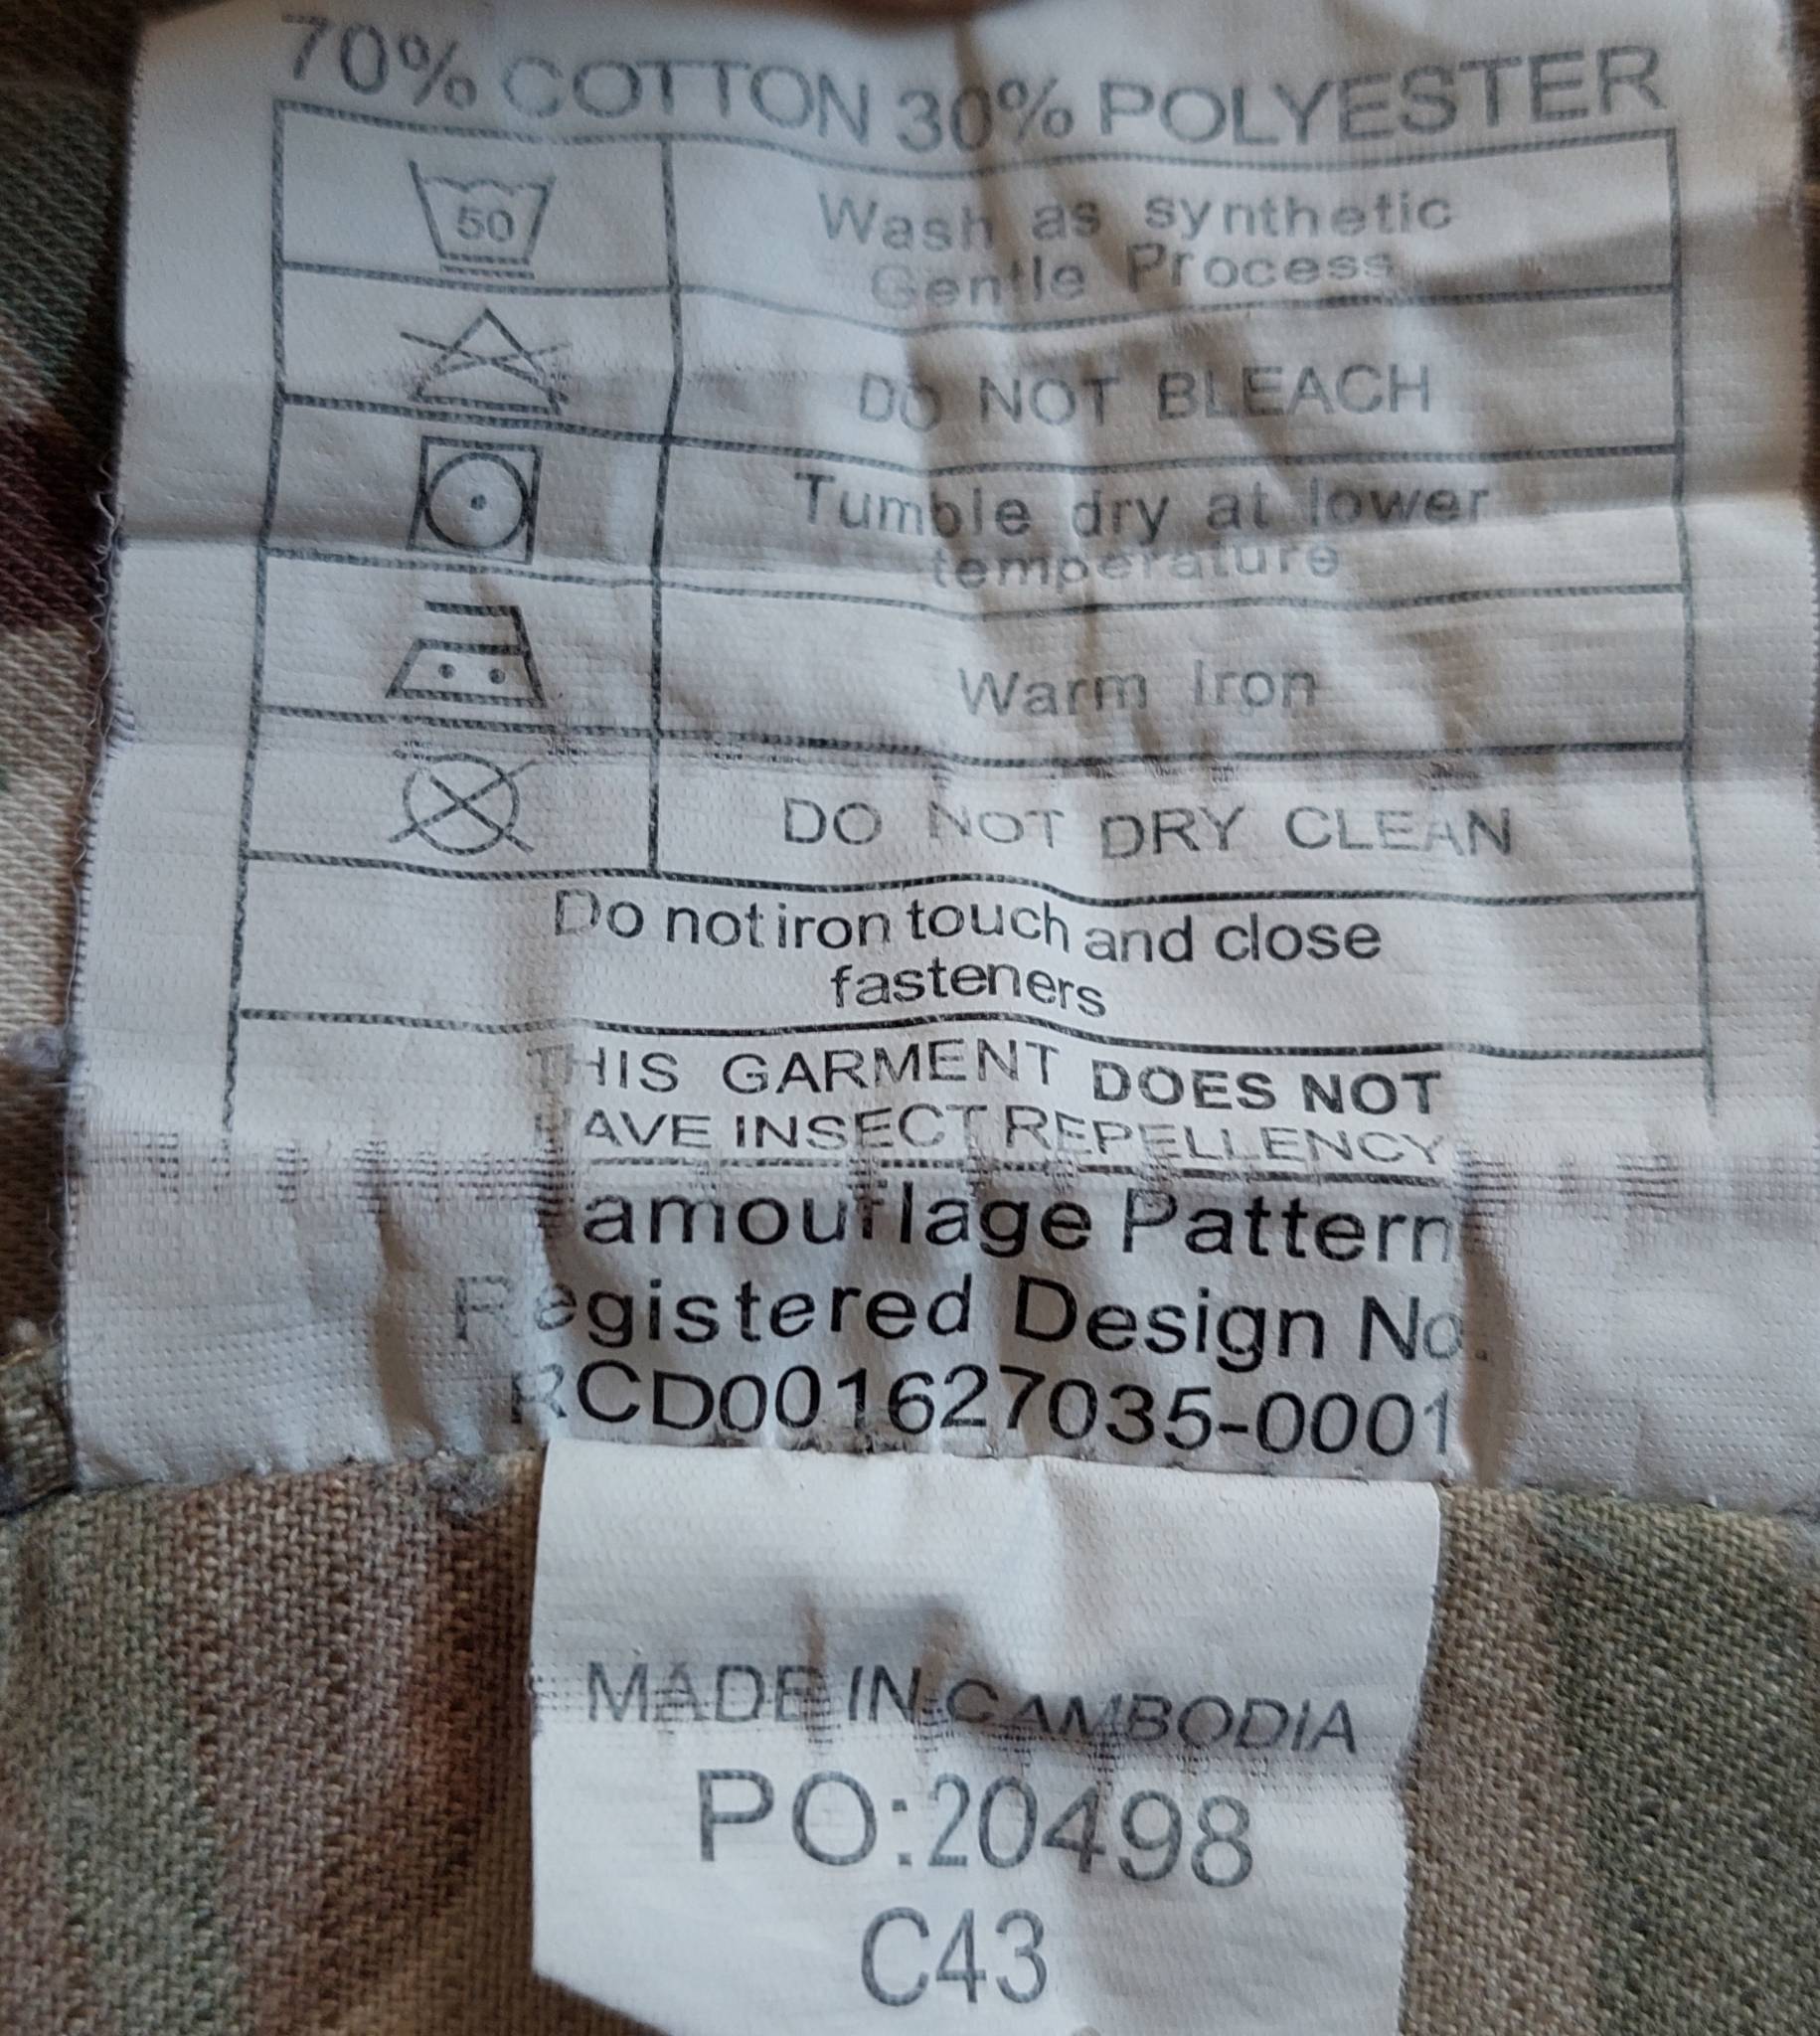 70% COTTON 30% POLYESTER
50
Wash as synthetic
Gentle Process
DO NOT BLEACH
Tumble dry at lower
temperature
Warm Iron
DO NOT DRY CLEAN
Do not iron touch and close
fasteners
THIS GARMENT DOES NOT
HAVE INSECT REPELLENCY
Camouflage Pattern
Registered Design No.
RCD001627035-0001
MADE IN CAMBODIA
PO:20498
C43